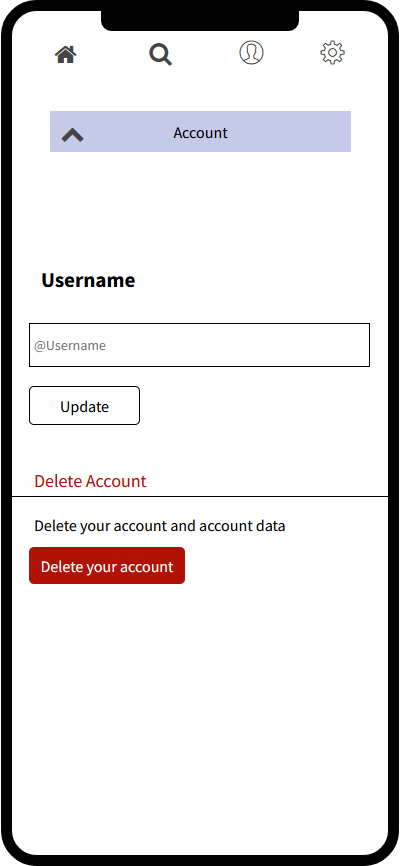 Account
Username
@Username
Update
Delete Account
Delete your account and account data
Delete your account